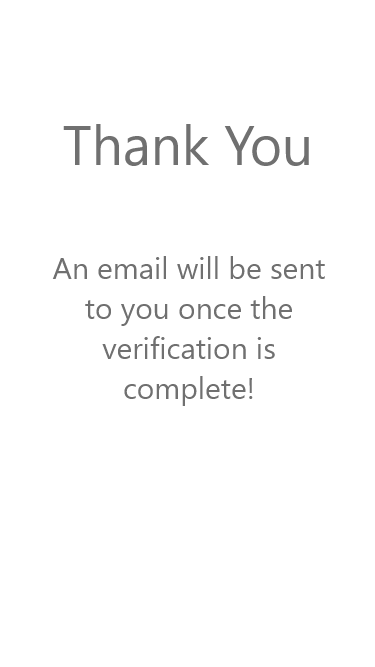 Thank You
An email will be sent
to you once the
verification is
complete!